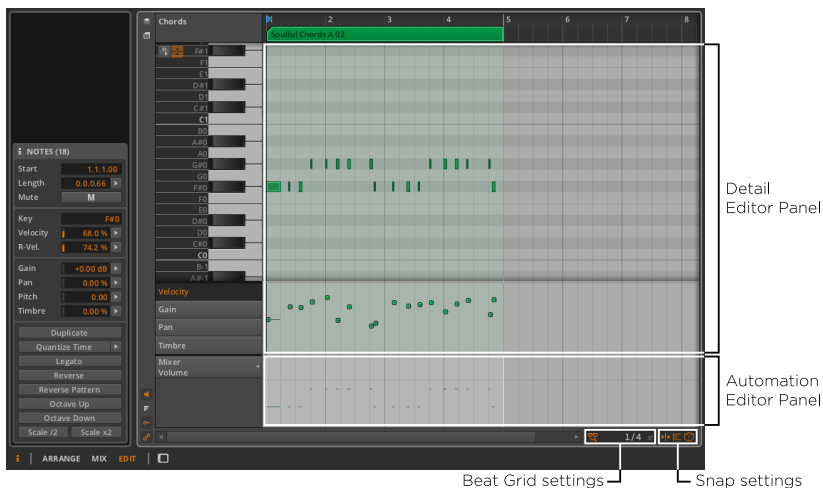 Chords
2 3 4 5 6 7 8
Soulful Chords A 02
F#1
F1
E1
D#1
D1
C#1
C1
B0
A#0
A0
G#0
G0
F#0
F0
E0
D#0
D0
C#0
C0
B-1
A#-1
i NOTES (18)
Start 1.1.1.00
Length 0.0.0.66
Mute M
Key F#0
Velocity 68.0 %
R-Vel. 74.2 %
Gain +0.00 dB
Pan 0.00 %
Pitch 0.00
Timbre 0.00 %
Duplicate
Quantize Time
Legato
Reverse
Reverse Pattern
Octave Up
Octave Down
Scale /2 Scale x2
Velocity
Gain
Pan
Timbre
Mixer
Volume
F
1/4
i ARRANGE MIX EDIT
Detail
Editor Panel
Automation
Editor Panel
Beat Grid settings
Snap settings